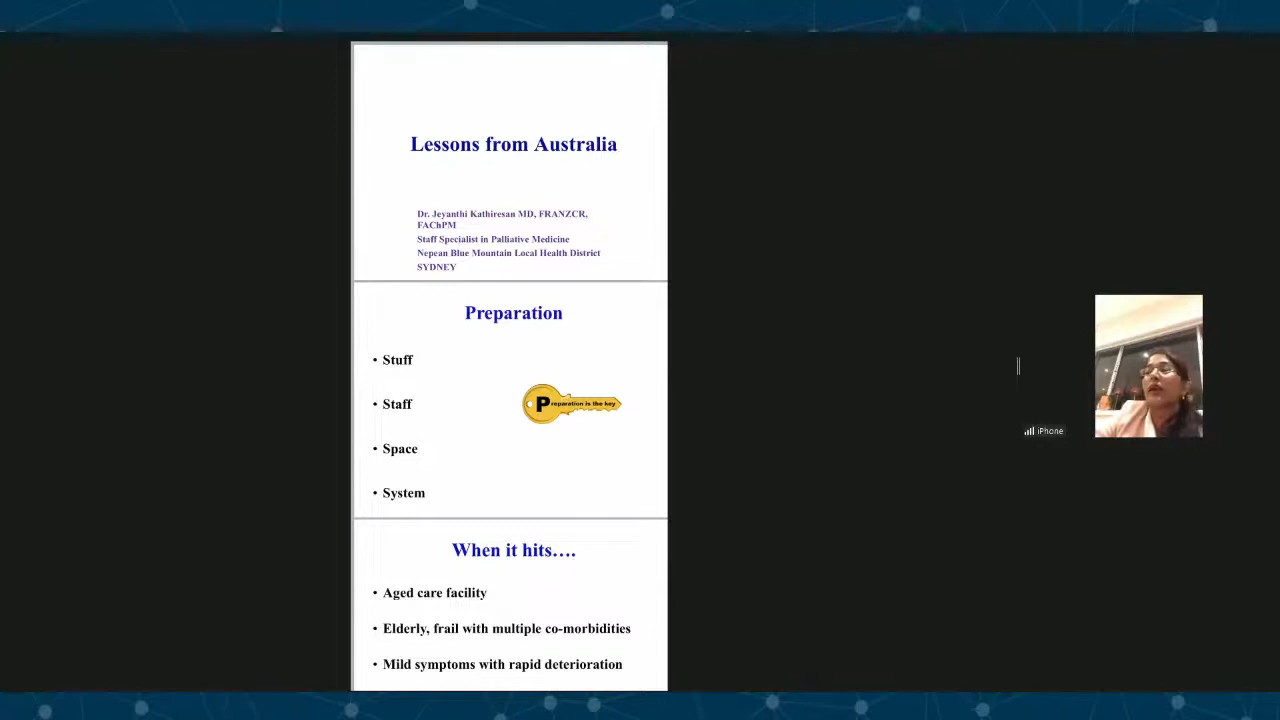 Lessons from Australia
Dr. Jeyanthi Kathiresan MD, FRANZCR,
FAChPM
Staff Specialist in Palliative Medicine
Nepean Blue Mountain Local Health District
SYDNEY
Preparation
• Stuff
• Staff
Preparation is the key
• Space
• System
When it hits….
• Aged care facility
• Elderly, frail with multiple co-morbidities
• Mild symptoms with rapid deterioration
iPhone